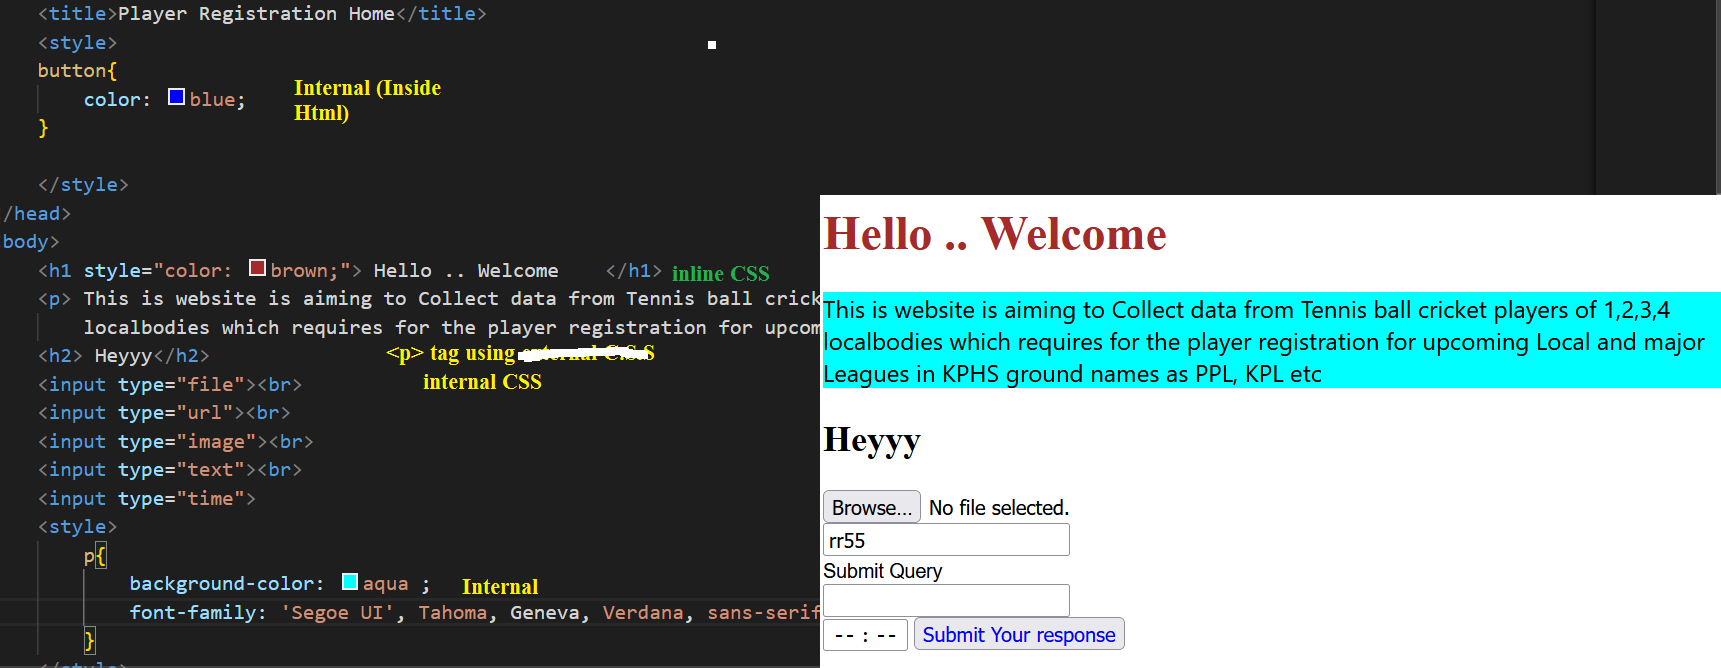 <title>Player Registration Home</title>
<style>
button{
color: blue;
Internal (Inside
Html)
}
</style>
/head>
body>
<h1 style="color: brown;"> Hello .. Welcome </h1>
inline CSS
<p> This is website is aiming to Collect data from Tennis ball crick
localbodies which requires for the player registration for upcom
<h2> Heyyy</h2>
<p> tag using
internal CSS
<input type="file"><br>
<input type="url"><br>
<input type="image"><br>
<input type="text"><br>
<input type="time">
<style>
p{
background-color: aqua ;
Internal
font-family: 'Segoe UI', Tahoma, Geneva, Verdana, sans-serif
}
</style>
Hello .. Welcome
This is website is aiming to Collect data from Tennis ball cricket players of 1,2,3,4
localbodies which requires for the player registration for upcoming Local and major
Leagues in KPHS ground names as PPL, KPL etc
Heyyy
Browse... No file selected.
rr55
Submit Query
-- : -- Submit Your response